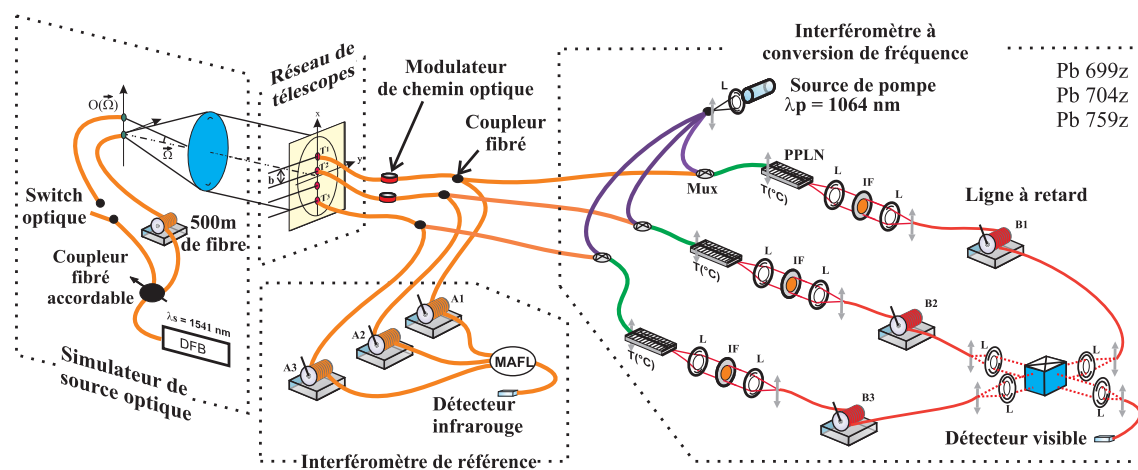 Interféromètre à
conversion de fréquence
Pb 699z
Pb 704z
Pb 759z
Réseau de
télescopes
Modulateur
de chemin optique
Coupleur
fibré
L
Source de pompe
λp = 1064 nm
O(Ω)
Ω
x
y
b
T¹
T²
T³
Mux
PPLN
T(°C)
L
IF
L
Ligne à retard
B1
Switch
optique
500m
de fibre
Coupleur
fibré
accordable
λs = 1541 nm
DFB
Simulateur de
source optique
T(°C)
L
IF
L
B2
A1
A2
A3
MAFL
T(°C)
L
IF
L
B3
L
L
L
L
Détecteur
infrarouge
Détecteur visible
Interféromètre de référence